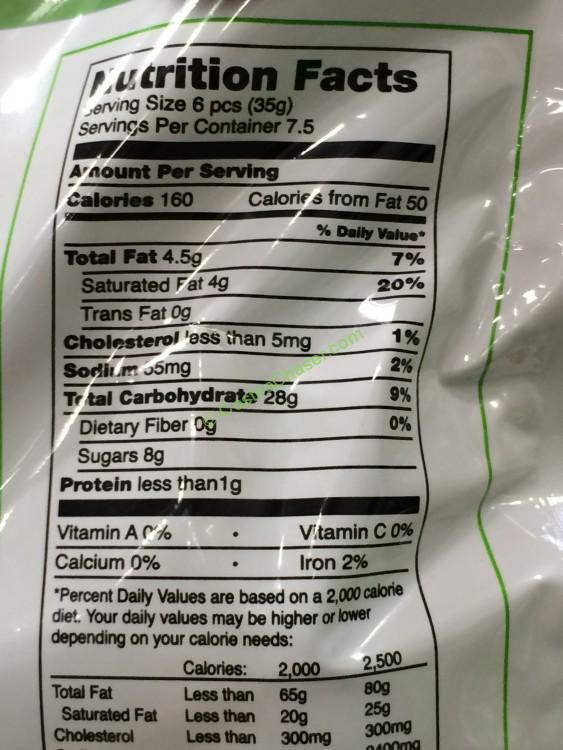 Nutrition Facts
Serving Size 6 pcs (35g)
Servings Per Container 7.5
Amount Per Serving
Calories 160 Calories from Fat 50
% Daily Value*
Total Fat 4.5g 7%
Saturated Fat 4g 20%
Trans Fat 0g
Cholesterol less than 5mg 1%
Sodium 55mg 2%
Total Carbohydrate 28g 9%
Dietary Fiber 0g 0%
Sugars 8g
Protein less than1g
Vitamin A 0% • Vitamin C 0%
Calcium 0% • Iron 2%
*Percent Daily Values are based on a 2,000 calorie
diet. Your daily values may be higher or lower
depending on your calorie needs:
Calories: 2,000 2,500
Total Fat Less than 65g 80g
Saturated Fat Less than 20g 25g
Cholesterol Less than 300mg 300mg